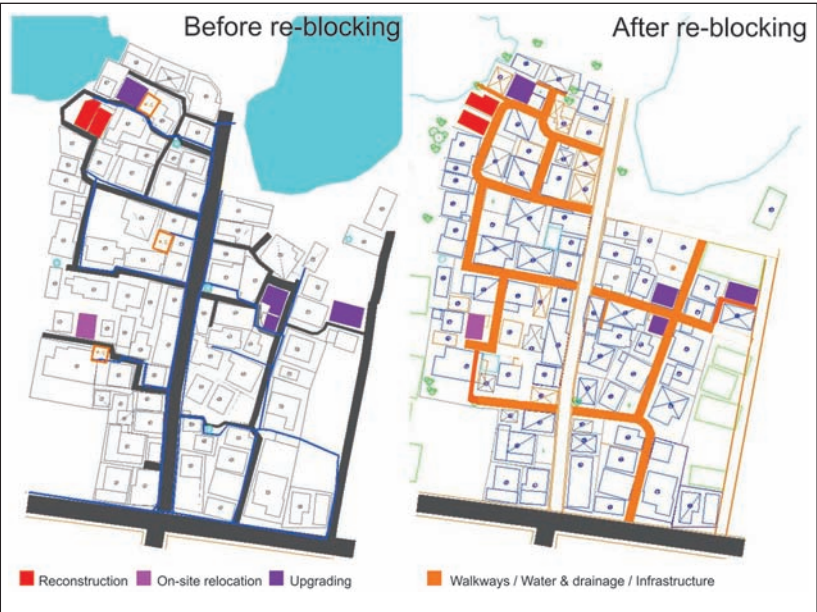 Before re-blocking
After re-blocking
Reconstruction On-site relocation Upgrading
Walkways / Water & drainage / Infrastructure